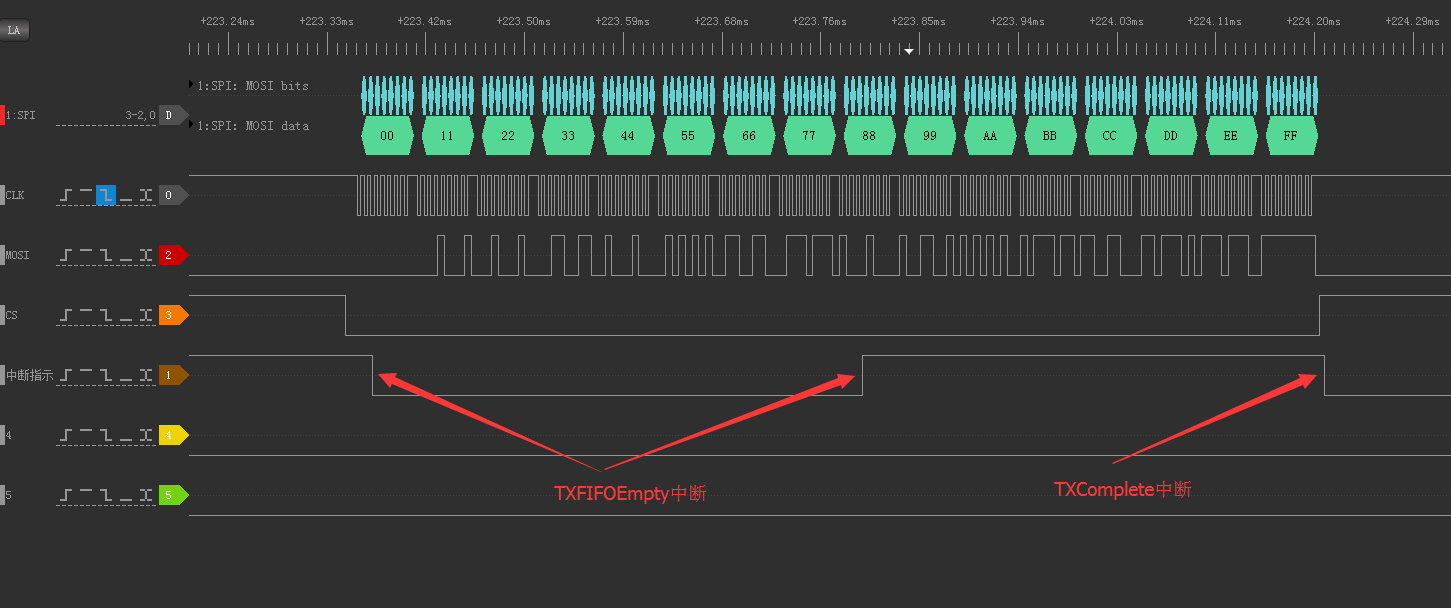 +223.24ms +223.33ms +223.42ms +223.50ms +223.59ms +223.68ms +223.76ms +223.85ms +223.94ms +224.03ms +224.11ms +224.20ms +224.29ms
LA
1:SPI: MOSI bits
1:SPI 3-2,0 D
1:SPI: MOSI data
00 11 22 33 44 55 66 77 88 99 AA BB CC DD EE FF
CLK 0
MOSI 2
CS 3
中断指示 1
4 4
5 5
TXFIFOEmpty中断
TXComplete中断